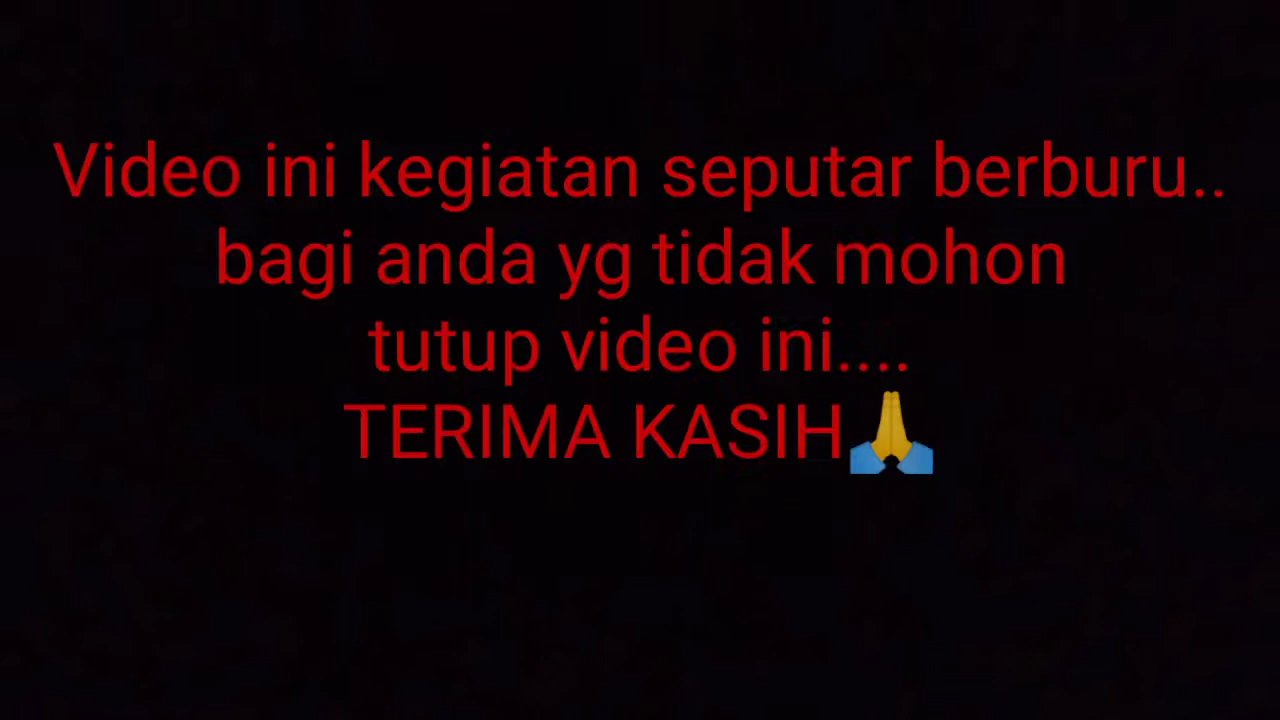 Video ini kegiatan seputar berburu..
bagi anda yg tidak mohon
tutup video ini....
TERIMA KASIH🙏